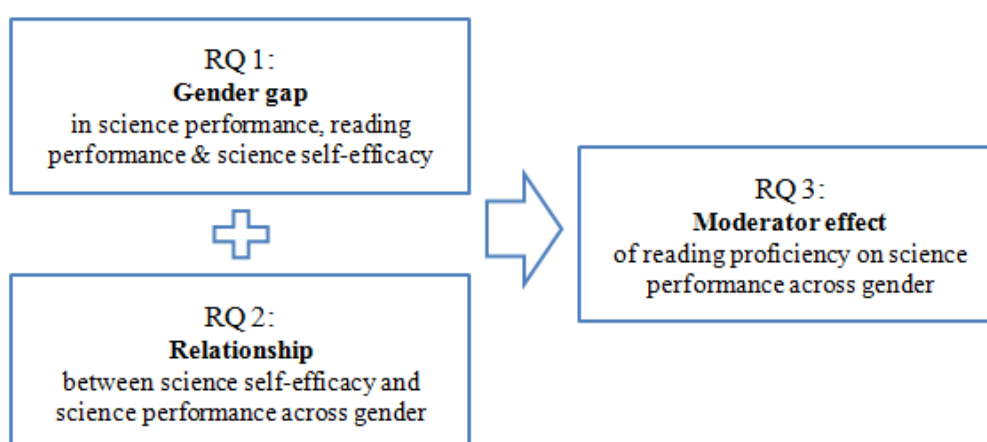 RQ 1:
Gender gap
in science performance, reading
performance & science self-efficacy
RQ 2:
Relationship
between science self-efficacy and
science performance across gender
RQ 3:
Moderator effect
of reading proficiency on science
performance across gender